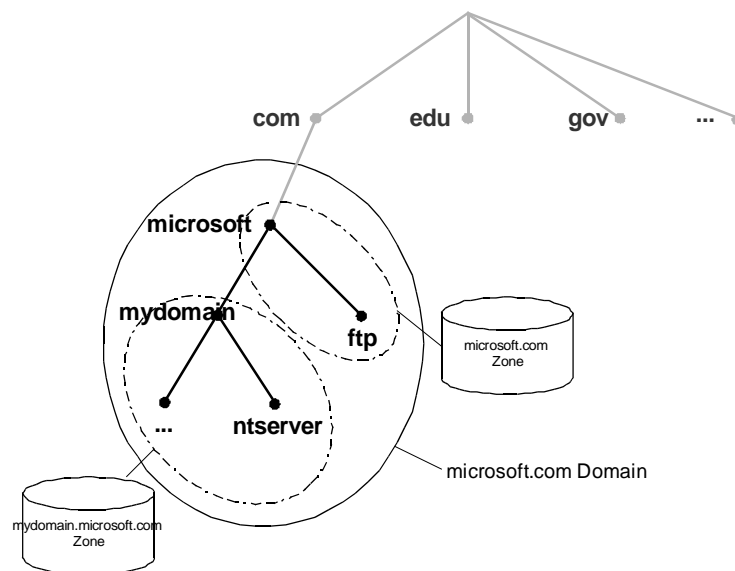 com
edu
gov
...
microsoft
mydomain
ftp
microsoft.com
Zone
...
ntserver
microsoft.com Domain
mydomain.microsoft.com
Zone